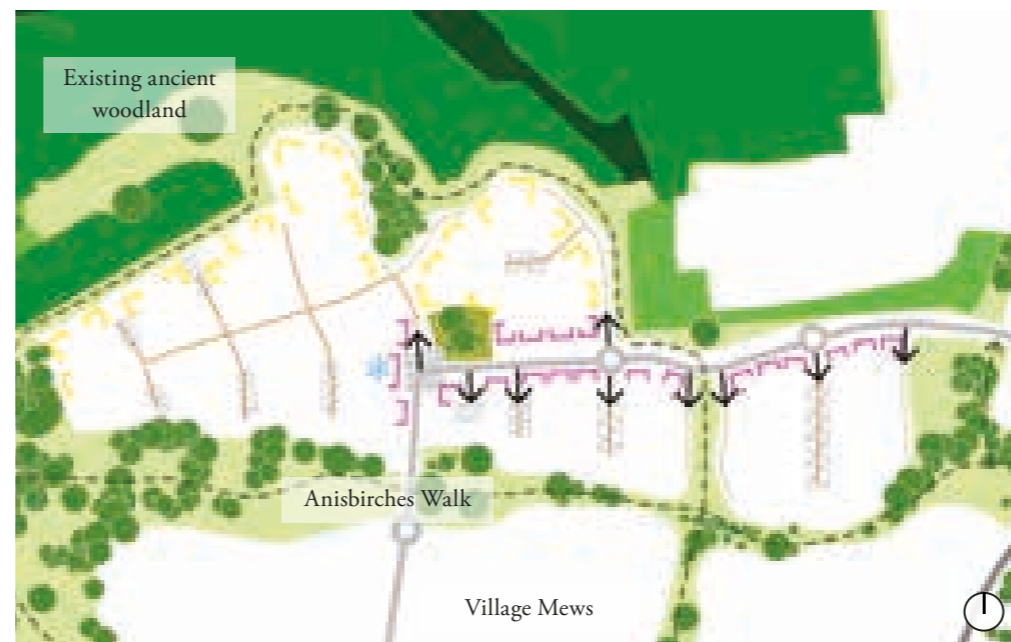 Existing ancient
woodland
Anisbirches Walk
Village Mews